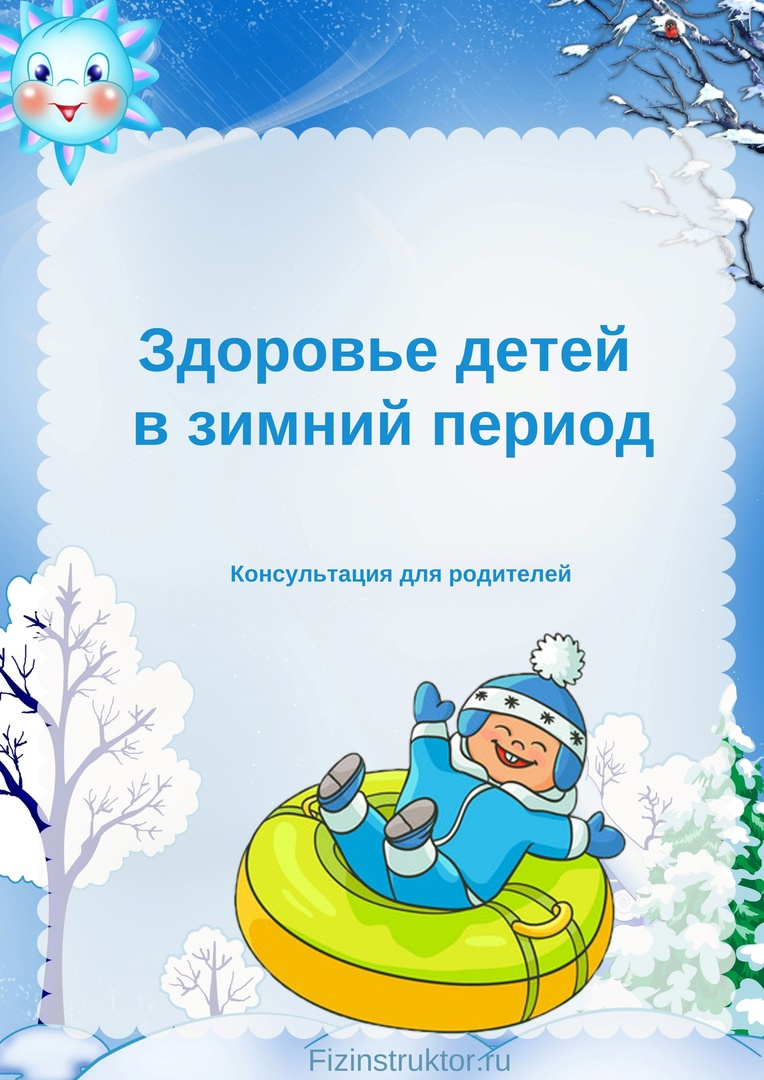 Здоровье детей
в зимний период
Консультация для родителей
Fizinstruktor.ru